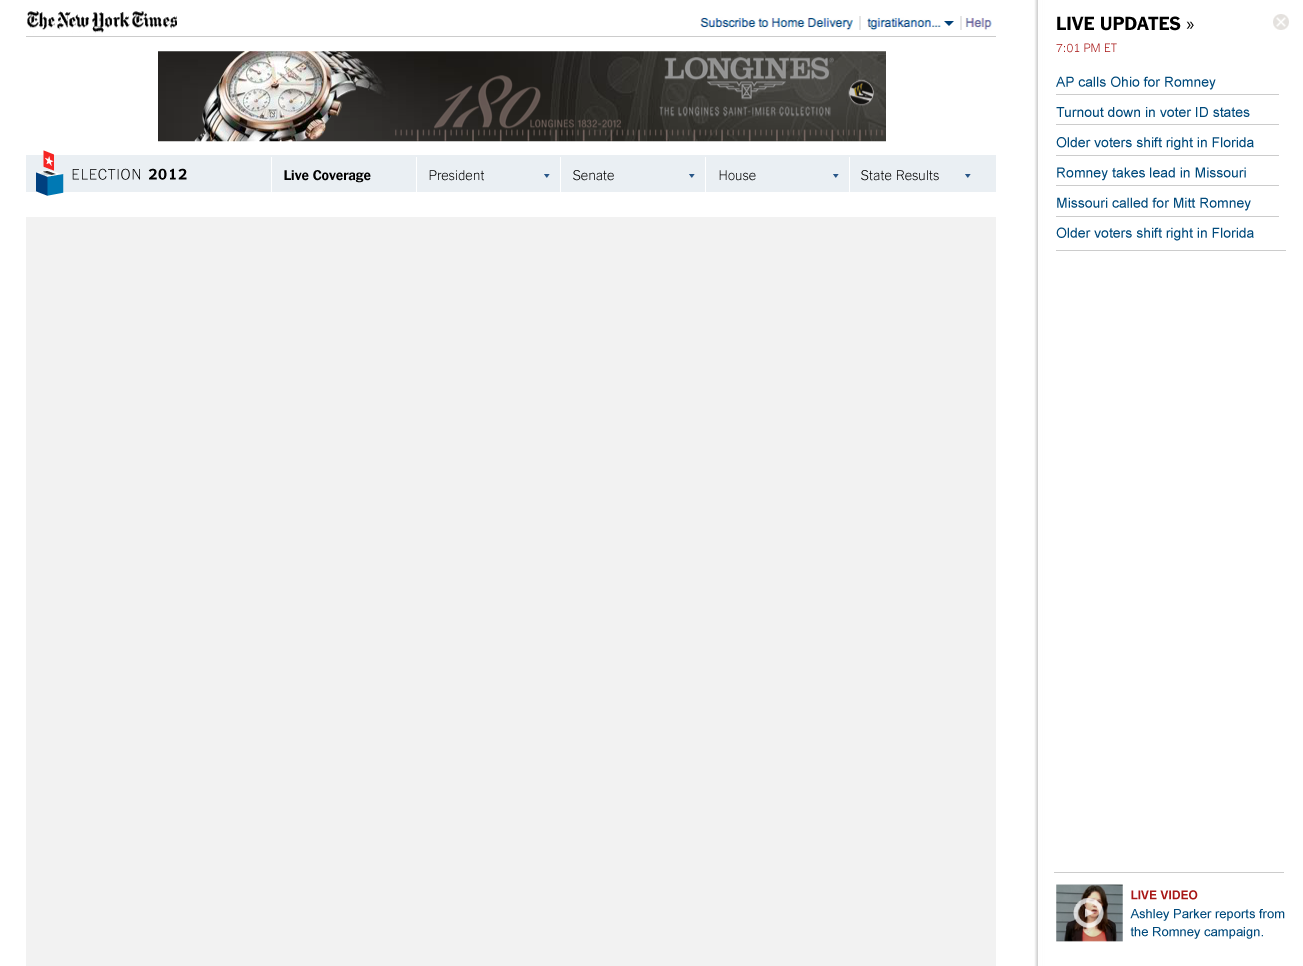 The New York Times
Subscribe to Home Delivery
tgiratikanon...
Help
LONGINES
180
LONGINES 1832-2012
THE LONGINES SAINT-IMIER COLLECTION
ELECTION 2012
Live Coverage
President
Senate
House
State Results
LIVE UPDATES »
7:01 PM ET
AP calls Ohio for Romney
Turnout down in voter ID states
Older voters shift right in Florida
Romney takes lead in Missouri
Missouri called for Mitt Romney
Older voters shift right in Florida
LIVE VIDEO
Ashley Parker reports from
the Romney campaign.